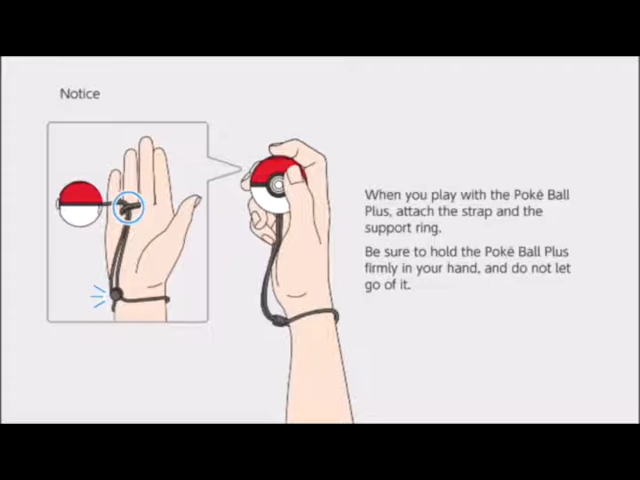 Notice
When you play with the Poké Ball
Plus, attach the strap and the
support ring.
Be sure to hold the Poké Ball Plus
firmly in your hand, and do not let
go of it.